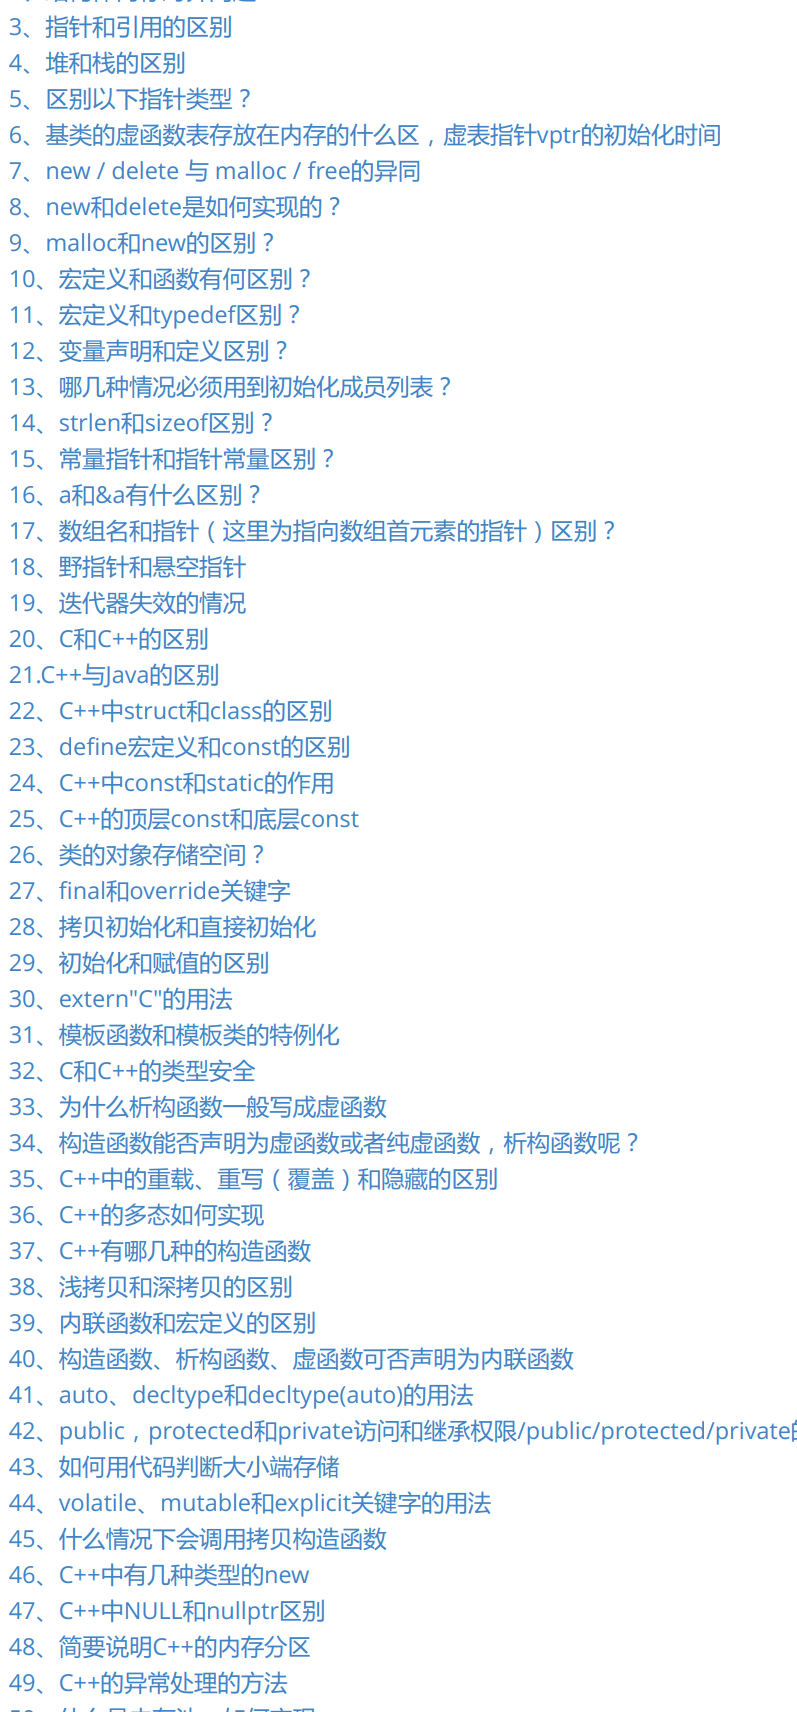 3、指针和引用的区别
4、堆和栈的区别
5、区别以下指针类型？
6、基类的虚函数表存放在内存的什么区，虚表指针vptr的初始化时间
7、new / delete 与 malloc / free的异同
8、new和delete是如何实现的？
9、malloc和new的区别？
10、宏定义和函数有何区别？
11、宏定义和typedef区别？
12、变量声明和定义区别？
13、哪几种情况必须用到初始化成员列表？
14、strlen和sizeof区别？
15、常量指针和指针常量区别？
16、a和&a有什么区别？
17、数组名和指针（这里为指向数组首元素的指针）区别？
18、野指针和悬空指针
19、迭代器失效的情况
20、C和C++的区别
21.C++与Java的区别
22、C++中struct和class的区别
23、define宏定义和const的区别
24、C++中const和static的作用
25、C++的顶层const和底层const
26、类的对象存储空间？
27、final和override关键字
28、拷贝初始化和直接初始化
29、初始化和赋值的区别
30、extern"C"的用法
31、模板函数和模板类的特例化
32、C和C++的类型安全
33、为什么析构函数一般写成虚函数
34、构造函数能否声明为虚函数或者纯虚函数，析构函数呢？
35、C++中的重载、重写（覆盖）和隐藏的区别
36、C++的多态如何实现
37、C++有哪几种的构造函数
38、浅拷贝和深拷贝的区别
39、内联函数和宏定义的区别
40、构造函数、析构函数、虚函数可否声明为内联函数
41、auto、decltype和decltype(auto)的用法
42、public，protected和private访问和继承权限/public/protected/private
43、如何用代码判断大小端存储
44、volatile、mutable和explicit关键字的用法
45、什么情况下会调用拷贝构造函数
46、C++中有几种类型的new
47、C++中NULL和nullptr区别
48、简要说明C++的内存分区
49、C++的异常处理的方法